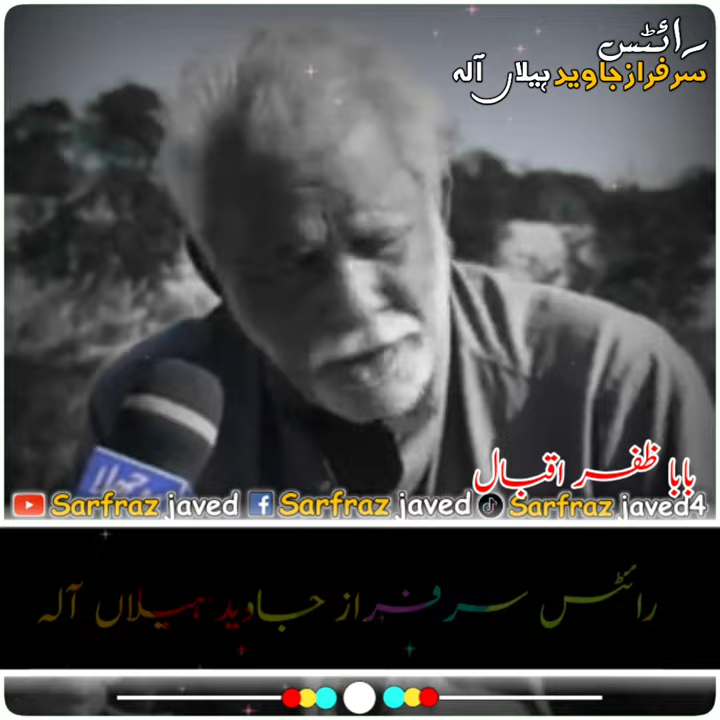 رائٹس
سرفراز جاوید ہیلاں آلہ
بابا ظفر اقبال
Sarfraz javed Sarfraz javed Sarfraz javed4
رائٹس سرفراز جاوید ہیلاں آلہ